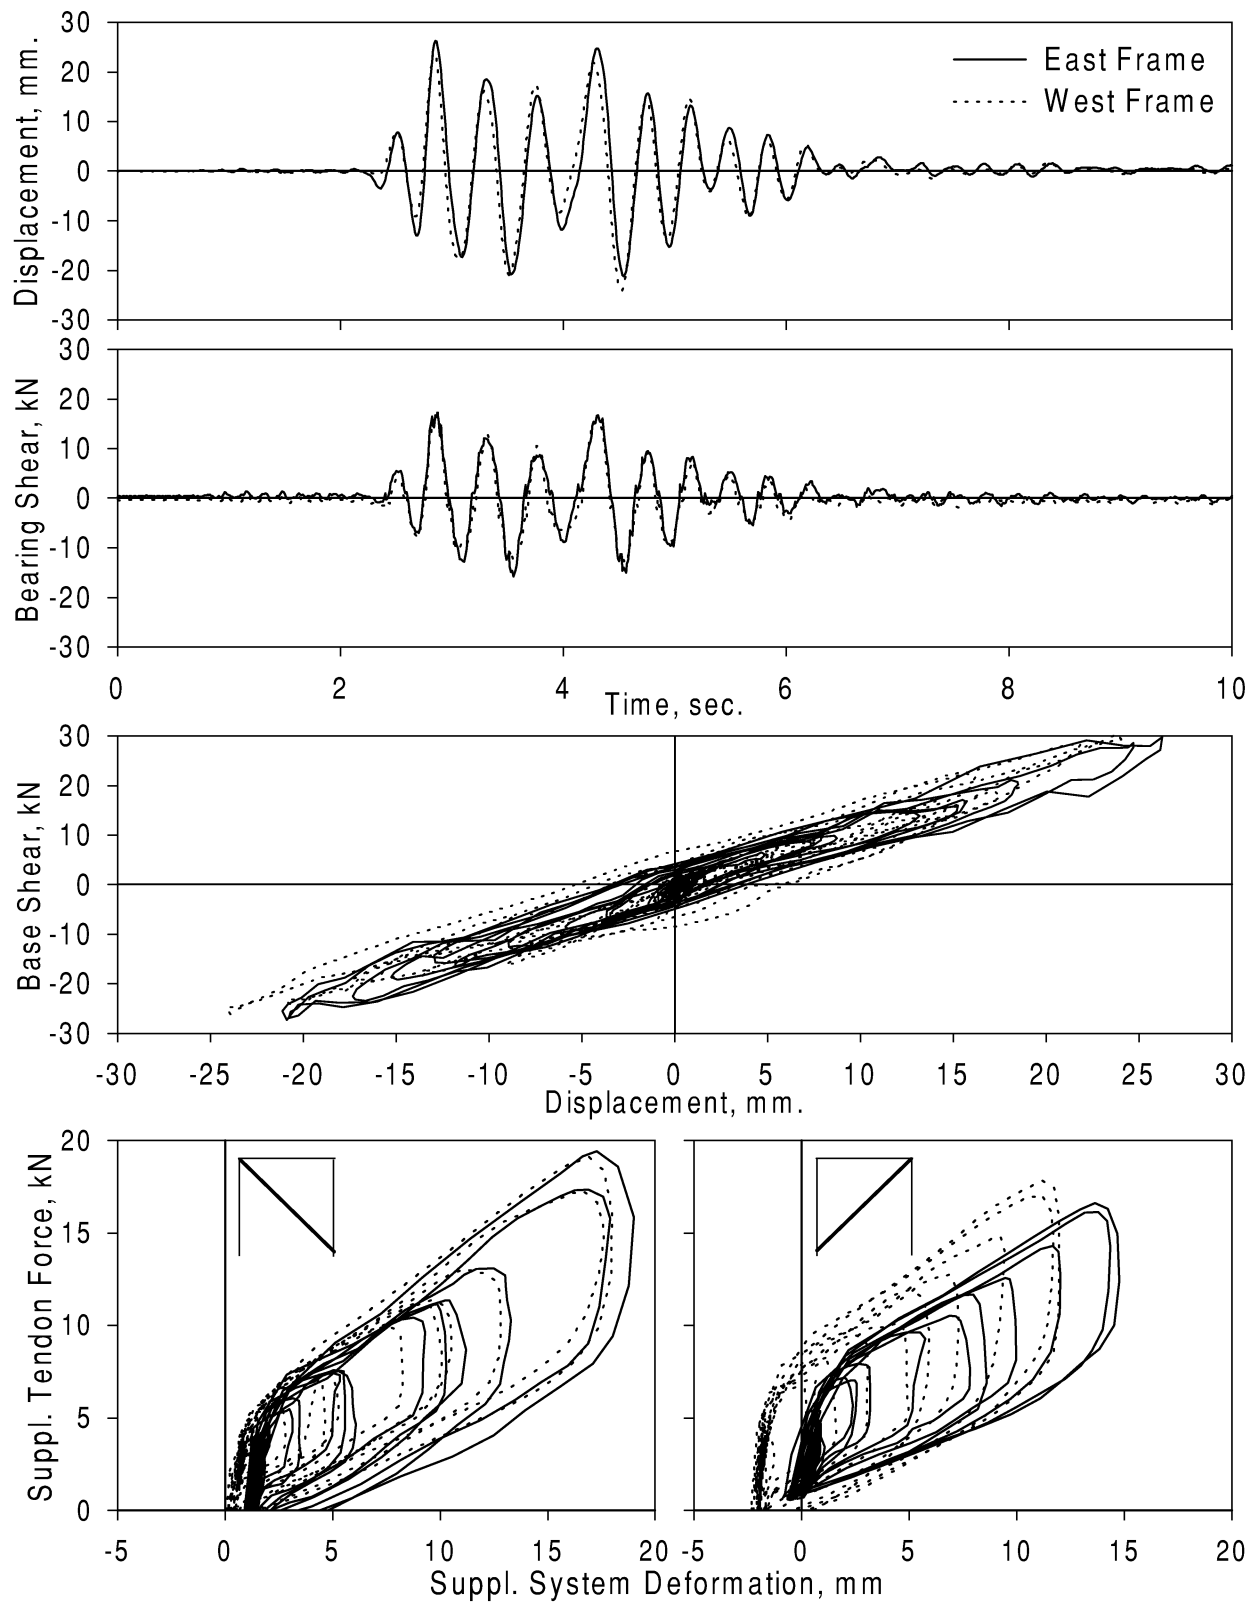 30
20
10
0
-10
-20
-30
Displacement, mm.
East Frame
West Frame
30
20
10
0
-10
-20
-30
Bearing Shear, kN
0 2 4 6 8 10
Time, sec.
30
20
10
0
-10
-20
-30
Base Shear, kN
-30 -25 -20 -15 -10 -5 0 5 10 15 20 25 30
Displacement, mm.
20
15
10
5
0
Suppl. Tendon Force, kN
-5 0 5 10 15 20 -5 0 5 10 15 20
Suppl. System Deformation, mm